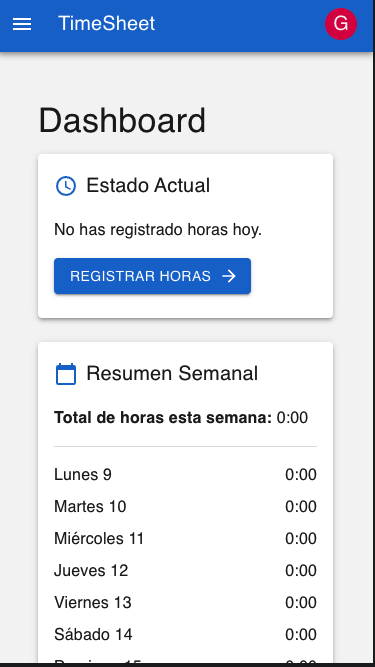 TimeSheet
G
Dashboard
Estado Actual
No has registrado horas hoy.
REGISTRAR HORAS
Resumen Semanal
Total de horas esta semana: 0:00
Lunes 9 0:00
Martes 10 0:00
Miércoles 11 0:00
Jueves 12 0:00
Viernes 13 0:00
Sábado 14 0:00